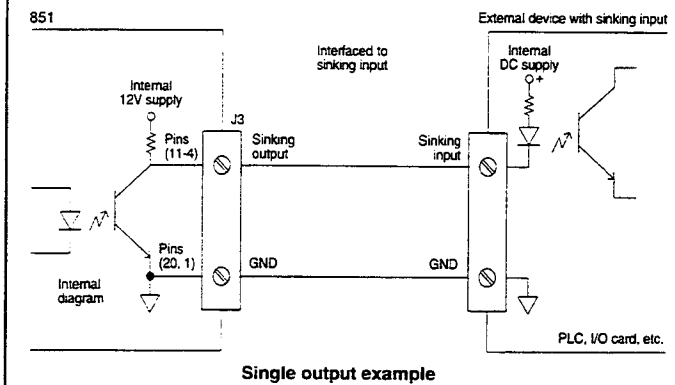 851
External device with sinking input
Interfaced to
sinking input
Internal
DC supply
+
Internal
12V supply
J3
Pins
(11-4)
Sinking
output
Sinking
input
Pins
(20, 1)
GND
GND
Internal
diagram
PLC, I/O card, etc.
Single output example